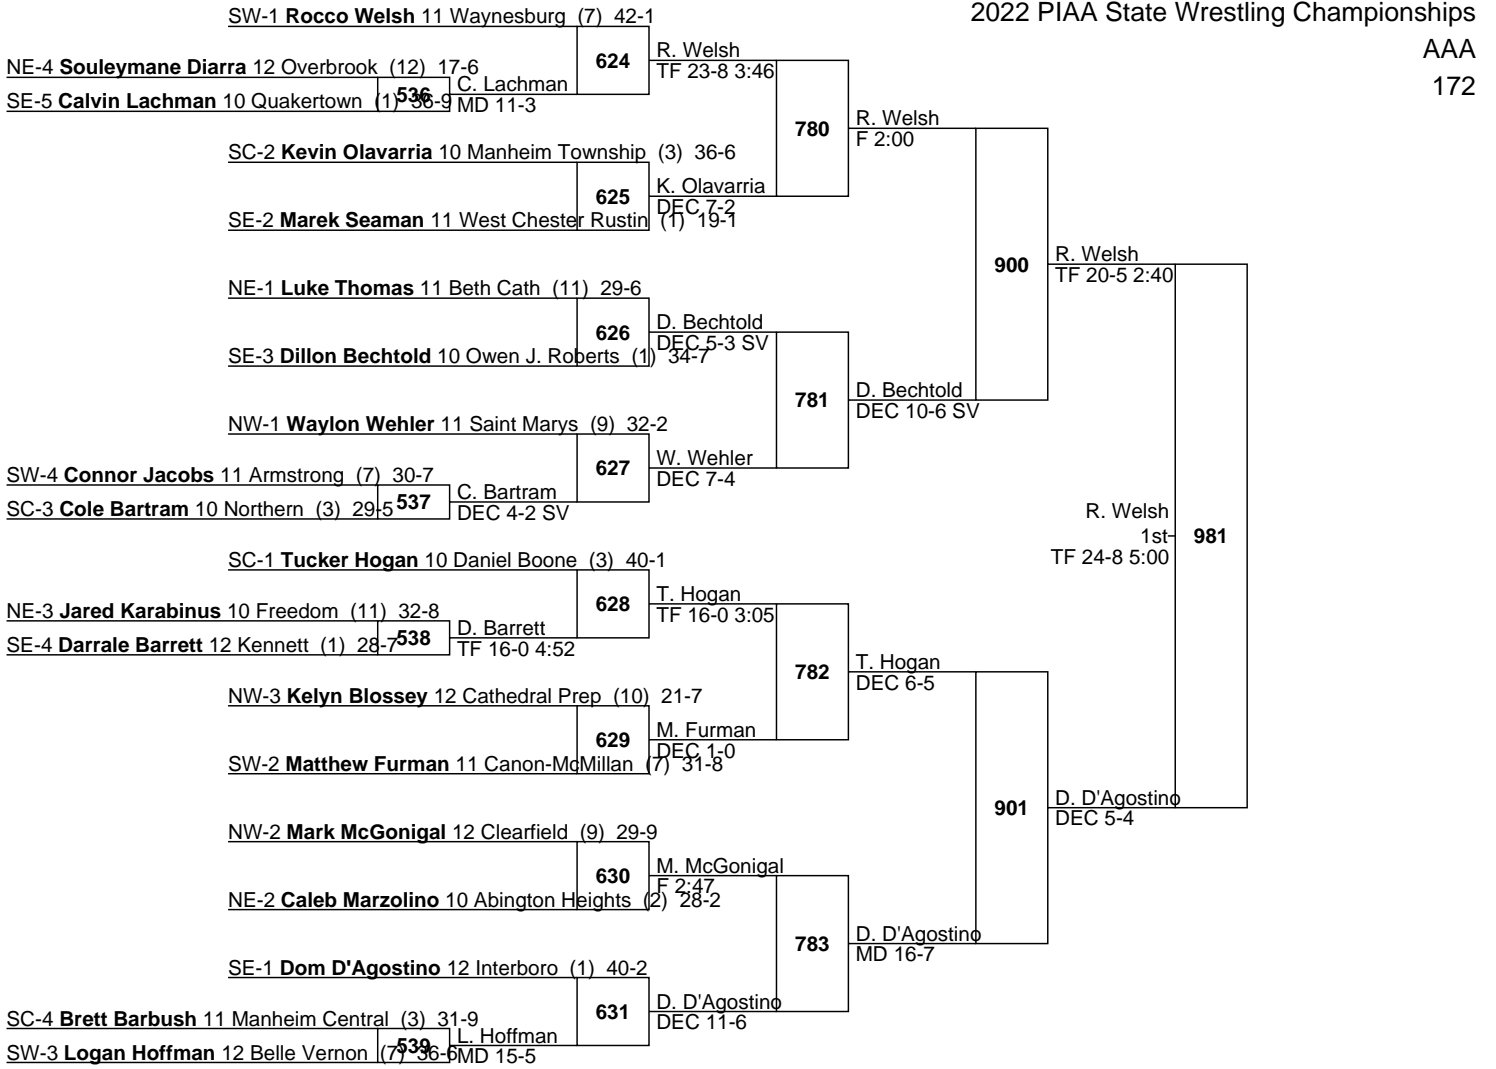 2022 PIAA State Wrestling Championships
AAA
172
SW-1 Rocco Welsh 11 Waynesburg (7) 42-1
624
R. Welsh
TF 23-8 3:46
NE-4 Souleymane Diarra 12 Overbrook (12) 17-6
536
C. Lachman
MD 11-3
SE-5 Calvin Lachman 10 Quakertown (1) 36-9
780
R. Welsh
F 2:00
SC-2 Kevin Olavarria 10 Manheim Township (3) 36-6
625
K. Olavarria
DEC 7-2
SE-2 Marek Seaman 11 West Chester Rustin (1) 19-1
900
R. Welsh
TF 20-5 2:40
NE-1 Luke Thomas 11 Beth Cath (11) 29-6
626
D. Bechtold
DEC 5-3 SV
SE-3 Dillon Bechtold 10 Owen J. Roberts (1) 34-7
781
D. Bechtold
DEC 10-6 SV
NW-1 Waylon Wehler 11 Saint Marys (9) 32-2
627
W. Wehler
DEC 7-4
SW-4 Connor Jacobs 11 Armstrong (7) 30-7
537
C. Bartram
DEC 4-2 SV
SC-3 Cole Bartram 10 Northern (3) 29-5
R. Welsh
1st
981
TF 24-8 5:00
SC-1 Tucker Hogan 10 Daniel Boone (3) 40-1
628
T. Hogan
TF 16-0 3:05
NE-3 Jared Karabinus 10 Freedom (11) 32-8
538
D. Barrett
TF 16-0 4:52
SE-4 Darrale Barrett 12 Kennett (1) 28-7
782
T. Hogan
DEC 6-5
NW-3 Kelyn Blossey 12 Cathedral Prep (10) 21-7
629
M. Furman
DEC 1-0
SW-2 Matthew Furman 11 Canon-McMillan (7) 31-8
901
D. D'Agostino
DEC 5-4
NW-2 Mark McGonigal 12 Clearfield (9) 29-9
630
M. McGonigal
F 2:47
NE-2 Caleb Marzolino 10 Abington Heights (2) 28-2
783
D. D'Agostino
MD 16-7
SE-1 Dom D'Agostino 12 Interboro (1) 40-2
631
D. D'Agostino
DEC 11-6
SC-4 Brett Barbush 11 Manheim Central (3) 31-9
539
L. Hoffman
MD 15-5
SW-3 Logan Hoffman 12 Belle Vernon (7) 36-6